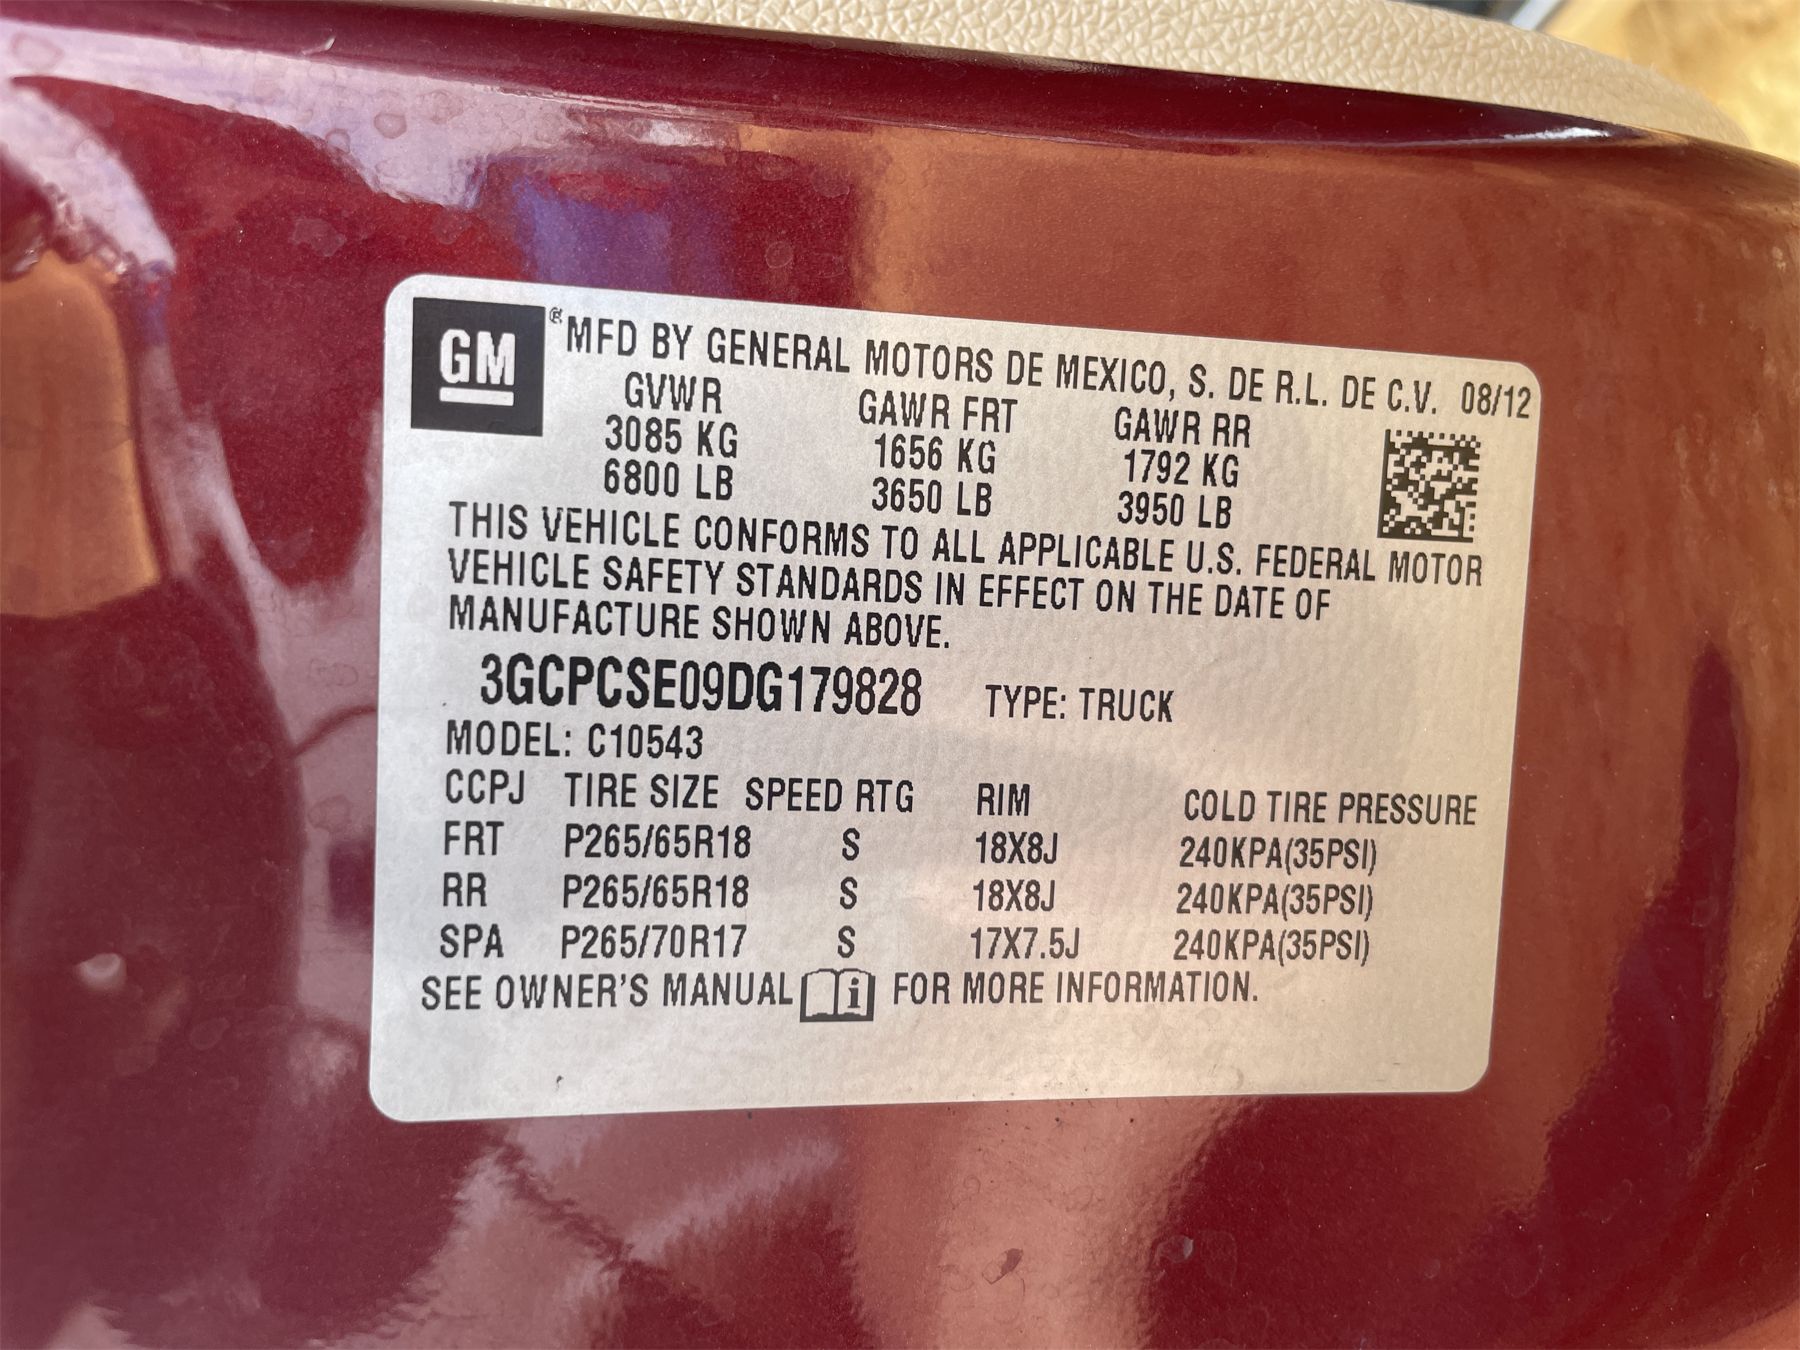 GM ® MFD BY GENERAL MOTORS DE MEXICO, S. DE R.L. DE C.V. 08/12
GVWR GAWR FRT GAWR RR
3085 KG 1656 KG 1792 KG
6800 LB 3650 LB 3950 LB
THIS VEHICLE CONFORMS TO ALL APPLICABLE U.S. FEDERAL MOTOR
VEHICLE SAFETY STANDARDS IN EFFECT ON THE DATE OF
MANUFACTURE SHOWN ABOVE.
3GCPCSE09DG179828 TYPE: TRUCK
MODEL: C10543
CCPJ TIRE SIZE SPEED RTG RIM COLD TIRE PRESSURE
FRT P265/65R18 S 18X8J 240KPA(35PSI)
RR P265/65R18 S 18X8J 240KPA(35PSI)
SPA P265/70R17 S 17X7.5J 240KPA(35PSI)
SEE OWNER'S MANUAL i FOR MORE INFORMATION.